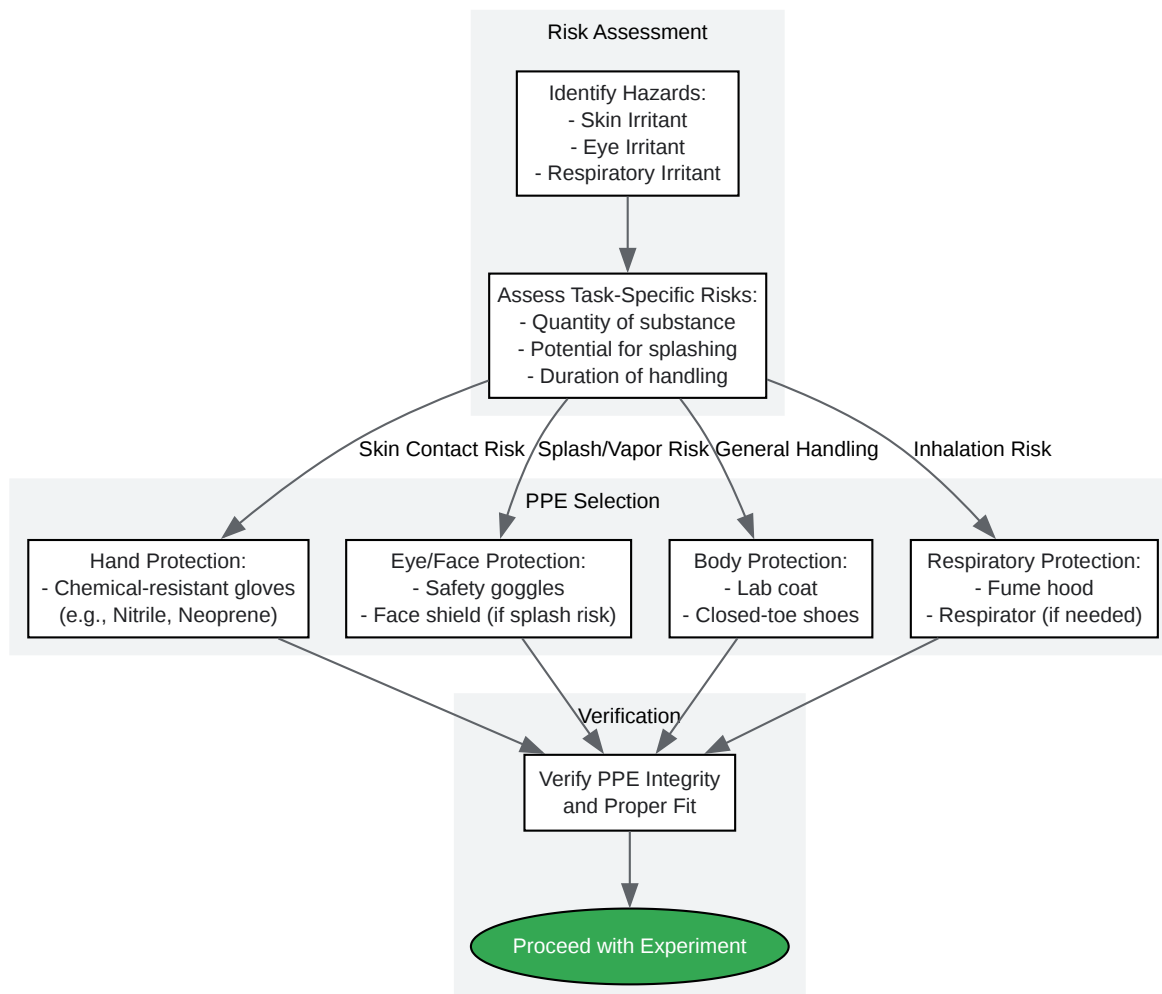 Risk Assessment
Identify Hazards:
- Skin Irritant
- Eye Irritant
- Respiratory Irritant
Assess Task-Specific Risks:
- Quantity of substance
- Potential for splashing
- Duration of handling
Skin Contact Risk
Splash/Vapor Risk
General Handling
Inhalation Risk
PPE Selection
Hand Protection:
- Chemical-resistant gloves
(e.g., Nitrile, Neoprene)
Eye/Face Protection:
- Safety goggles
- Face shield (if splash risk)
Body Protection:
- Lab coat
- Closed-toe shoes
Respiratory Protection:
- Fume hood
- Respirator (if needed)
Verification
Verify PPE Integrity
and Proper Fit
Proceed with Experiment